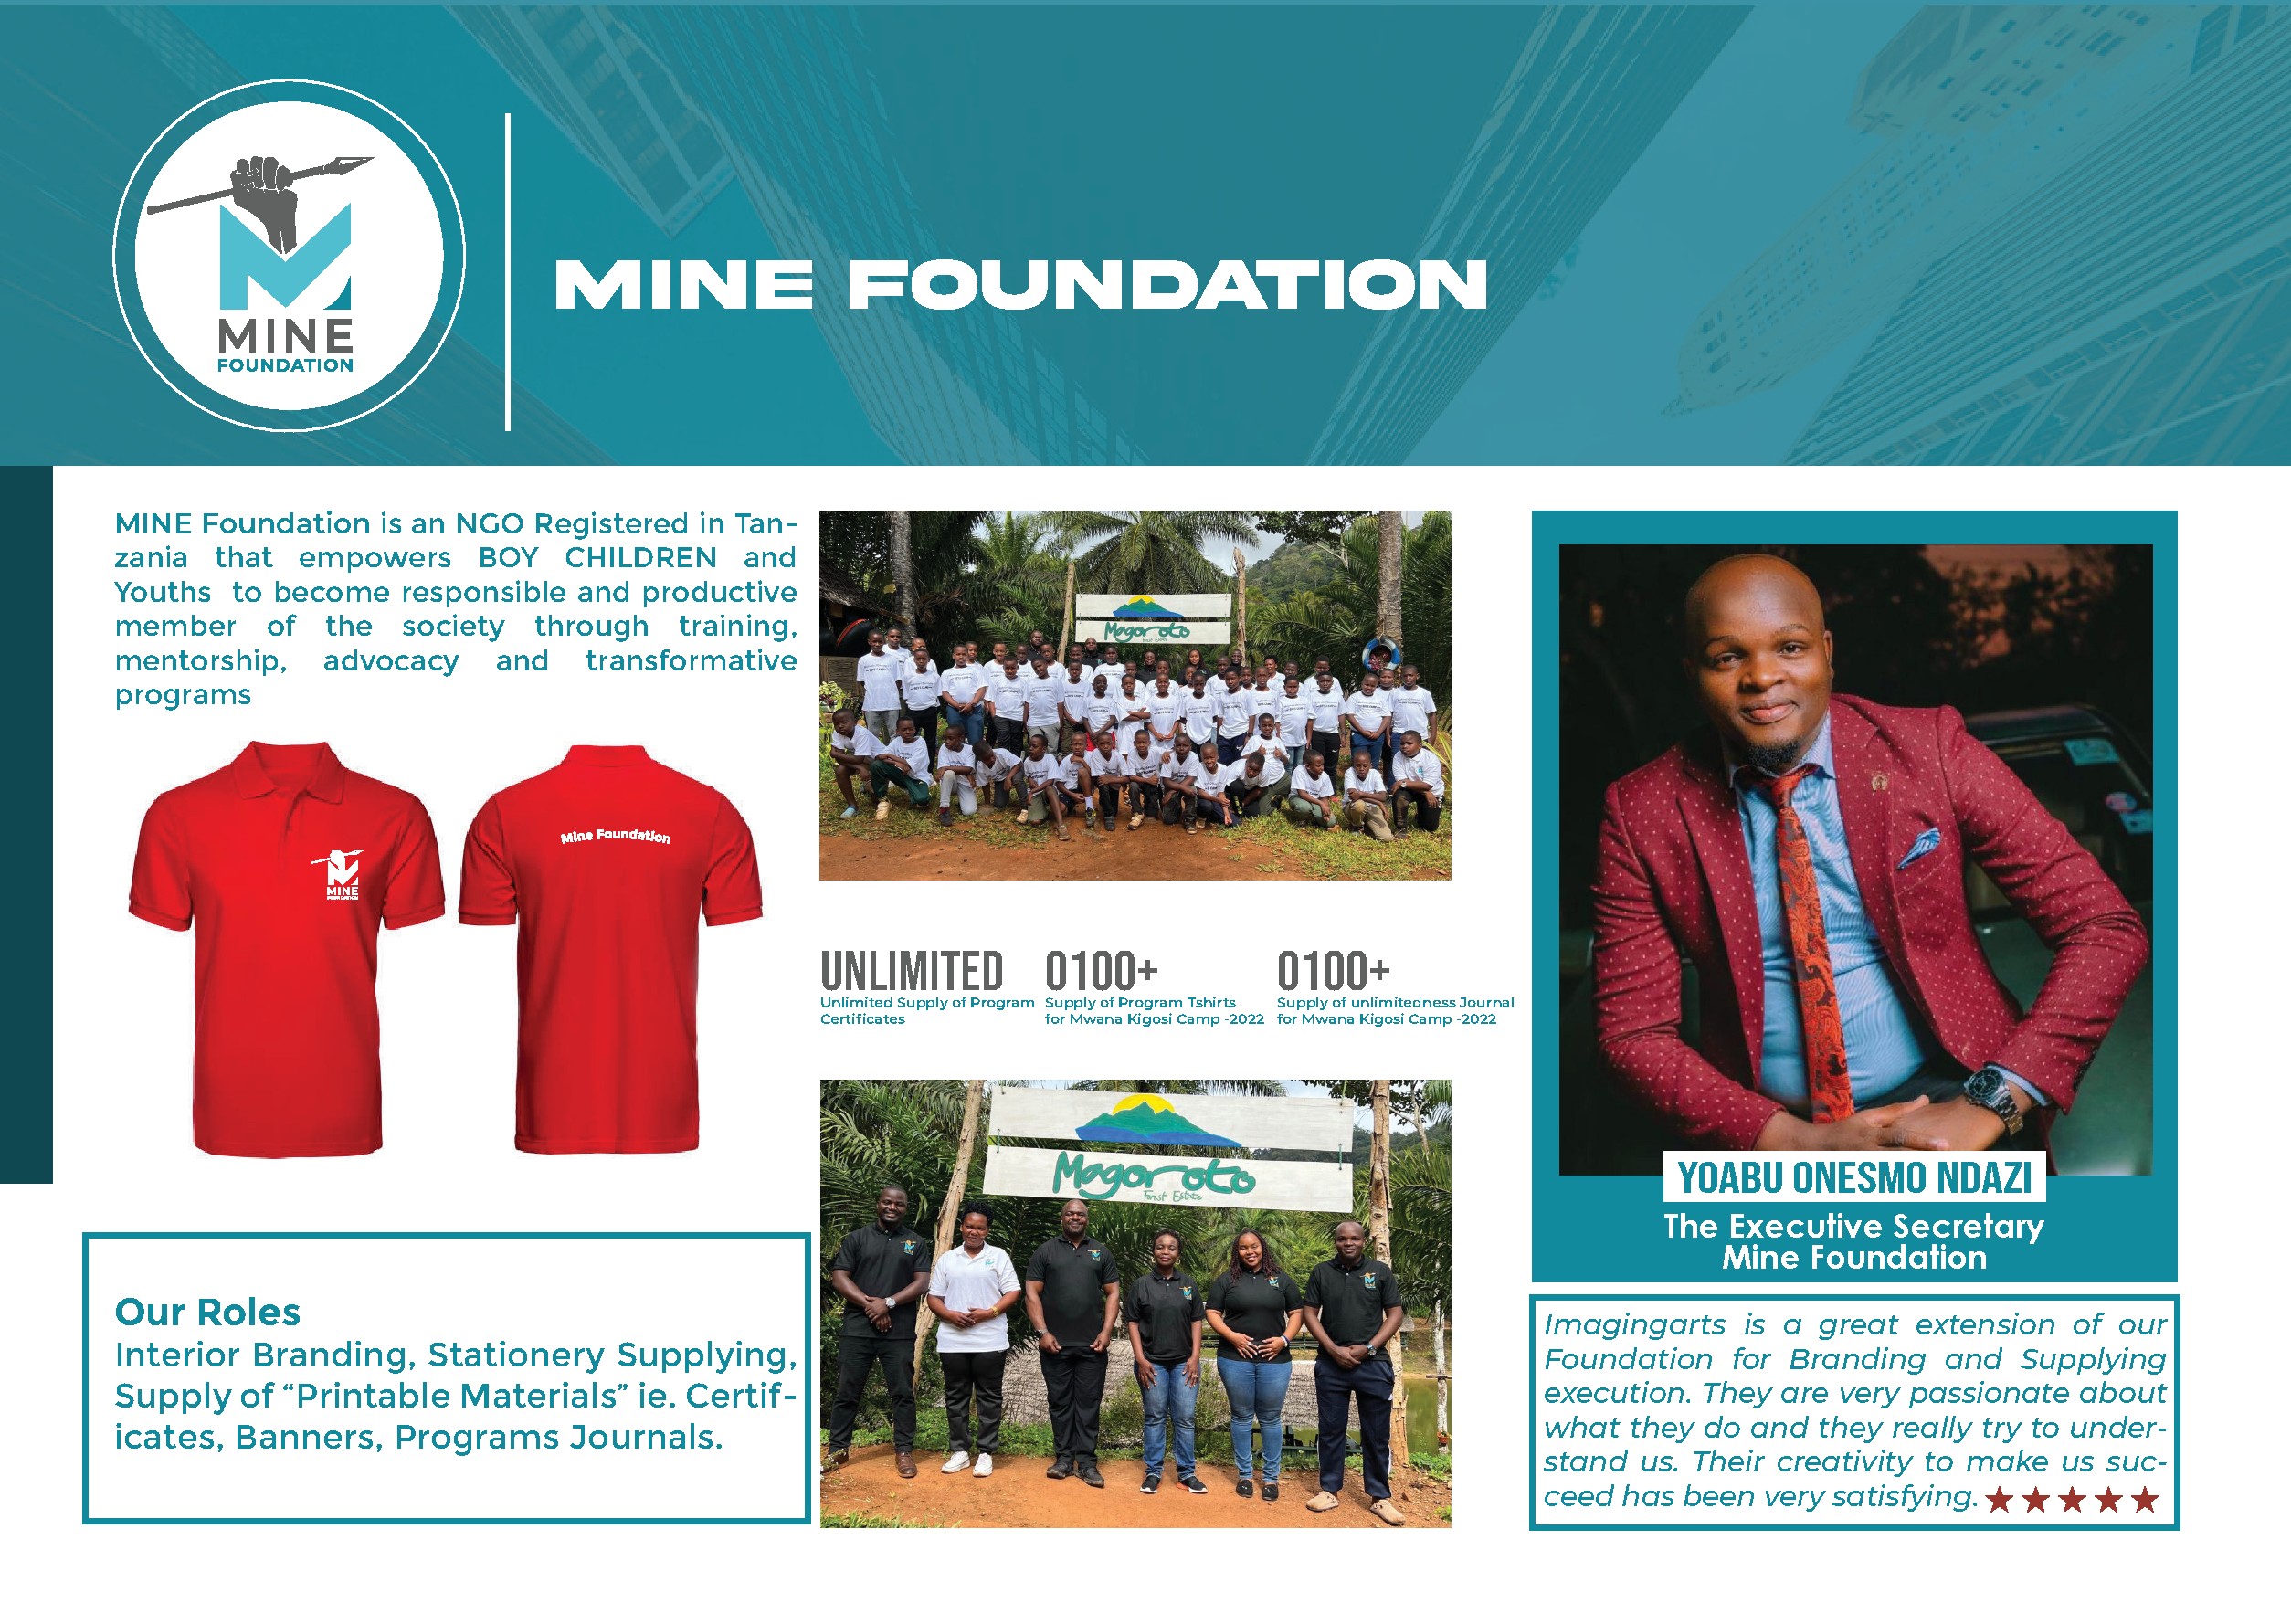 MINE
FOUNDATION
MINE FOUNDATION
MINE Foundation is an NGO Registered in Tan-
zania that empowers BOY CHILDREN and
Youths to become responsible and productive
member of the society through training,
mentorship, advocacy and transformative
programs
MINE
FOUNDATION
Mine Foundation
Our Roles
Interior Branding, Stationery Supplying,
Supply of “Printable Materials” ie. Certif-
icates, Banners, Programs Journals.
Magoroto
Forest Estate
UNLIMITED
Unlimited Supply of Program
Certificates
0100+
Supply of Program Tshirts
for Mwana Kigosi Camp -2022
0100+
Supply of unlimitedness Journal
for Mwana Kigosi Camp -2022
Magoroto
Forest Estate
YOABU ONESMO NDAZI
The Executive Secretary
Mine Foundation
Imagingarts is a great extension of our
Foundation for Branding and Supplying
execution. They are very passionate about
what they do and they really try to under-
stand us. Their creativity to make us suc-
ceed has been very satisfying.